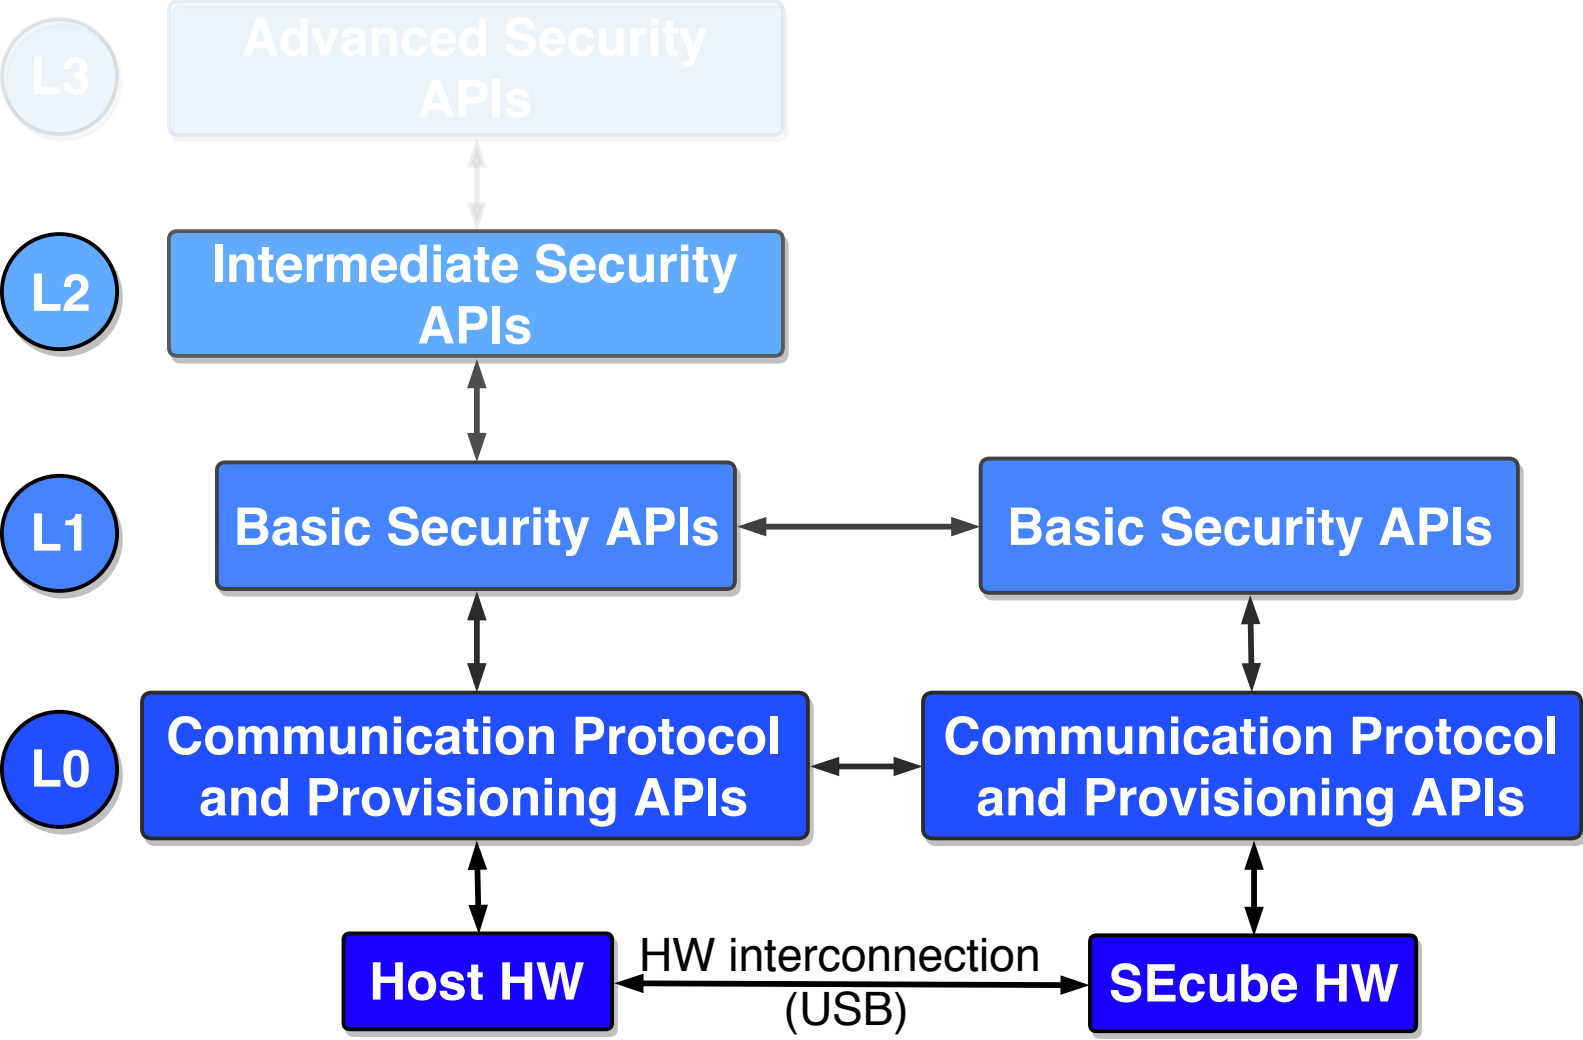 L3
Advanced Security
APIs
L2
Intermediate Security
APIs
L1
Basic Security APIs
Basic Security APIs
L0
Communication Protocol
and Provisioning APIs
Communication Protocol
and Provisioning APIs
Host HW
HW interconnection
(USB)
SEcube HW